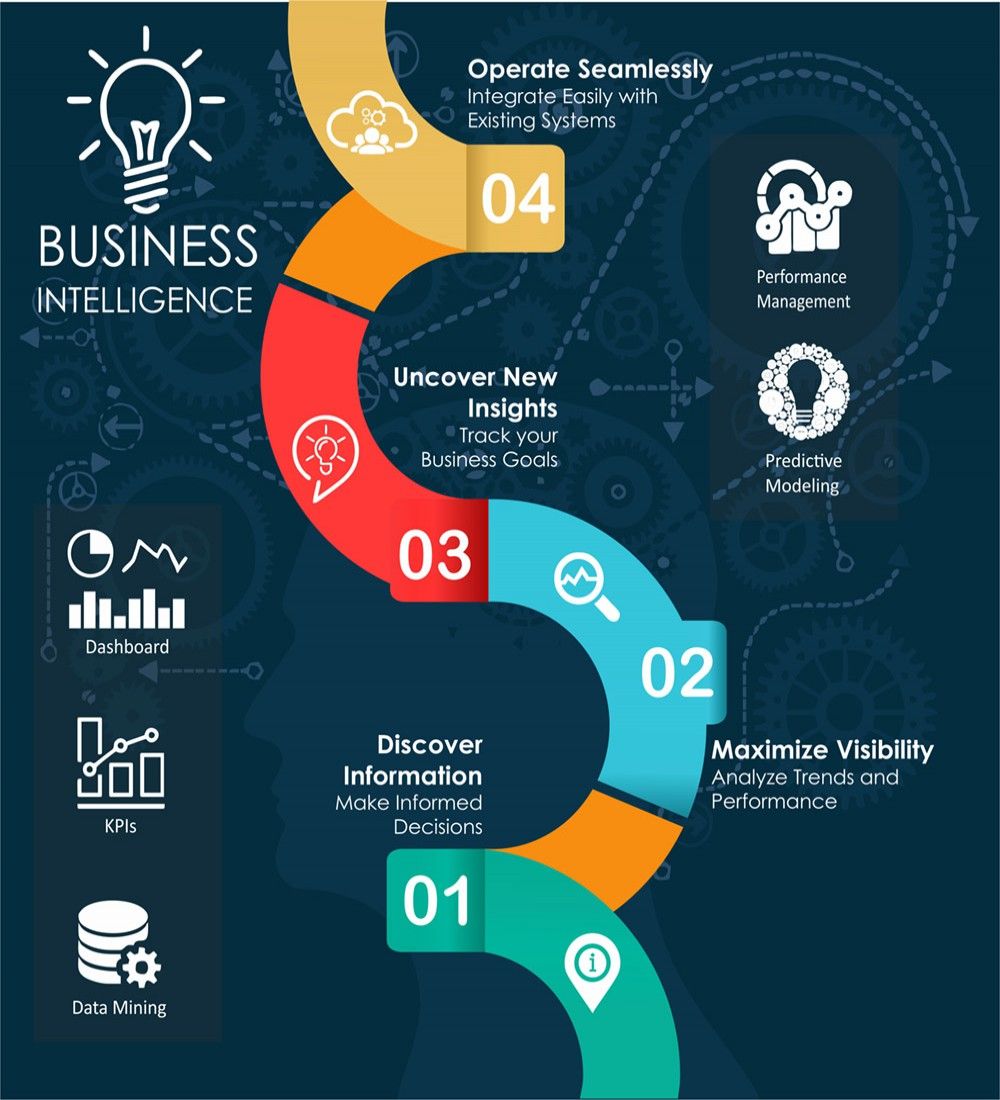 BUSINESS
INTELLIGENCE
Operate Seamlessly
Integrate Easily with
Existing Systems
04
Performance
Management
Uncover New
Insights
Track your
Business Goals
Predictive
Modeling
03
Dashboard
02
Discover
Information
Make Informed
Decisions
Maximize Visibility
Analyze Trends and
Performance
KPIs
01
i
Data Mining